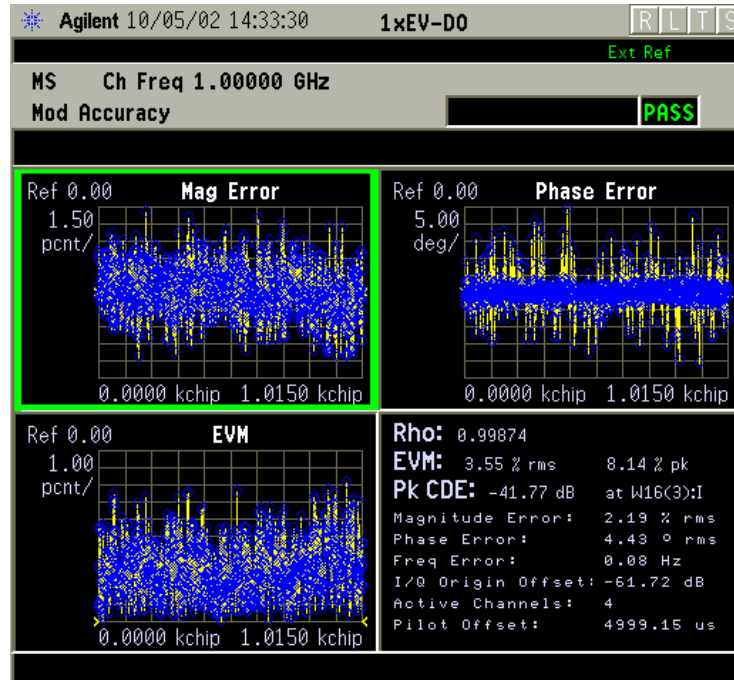 Agilent 10/05/02 14:33:30 1xEV-DO R L T S
Ext Ref
MS Ch Freq 1.00000 GHz
Mod Accuracy PASS
Ref 0.00 Mag Error
1.50
pcnt/
0.0000 kchip 1.0150 kchip
Ref 0.00 Phase Error
5.00
deg/
0.0000 kchip 1.0150 kchip
Ref 0.00 EVM
1.00
pcnt/
0.0000 kchip 1.0150 kchip
Rho: 0.99874
EVM: 3.55 % rms 8.14 % pk
Pk CDE: -41.77 dB at W16(3):I
Magnitude Error: 2.19 % rms
Phase Error: 4.43 º rms
Freq Error: 0.08 Hz
I/Q Origin Offset: -61.72 dB
Active Channels: 4
Pilot Offset: 4999.15 us